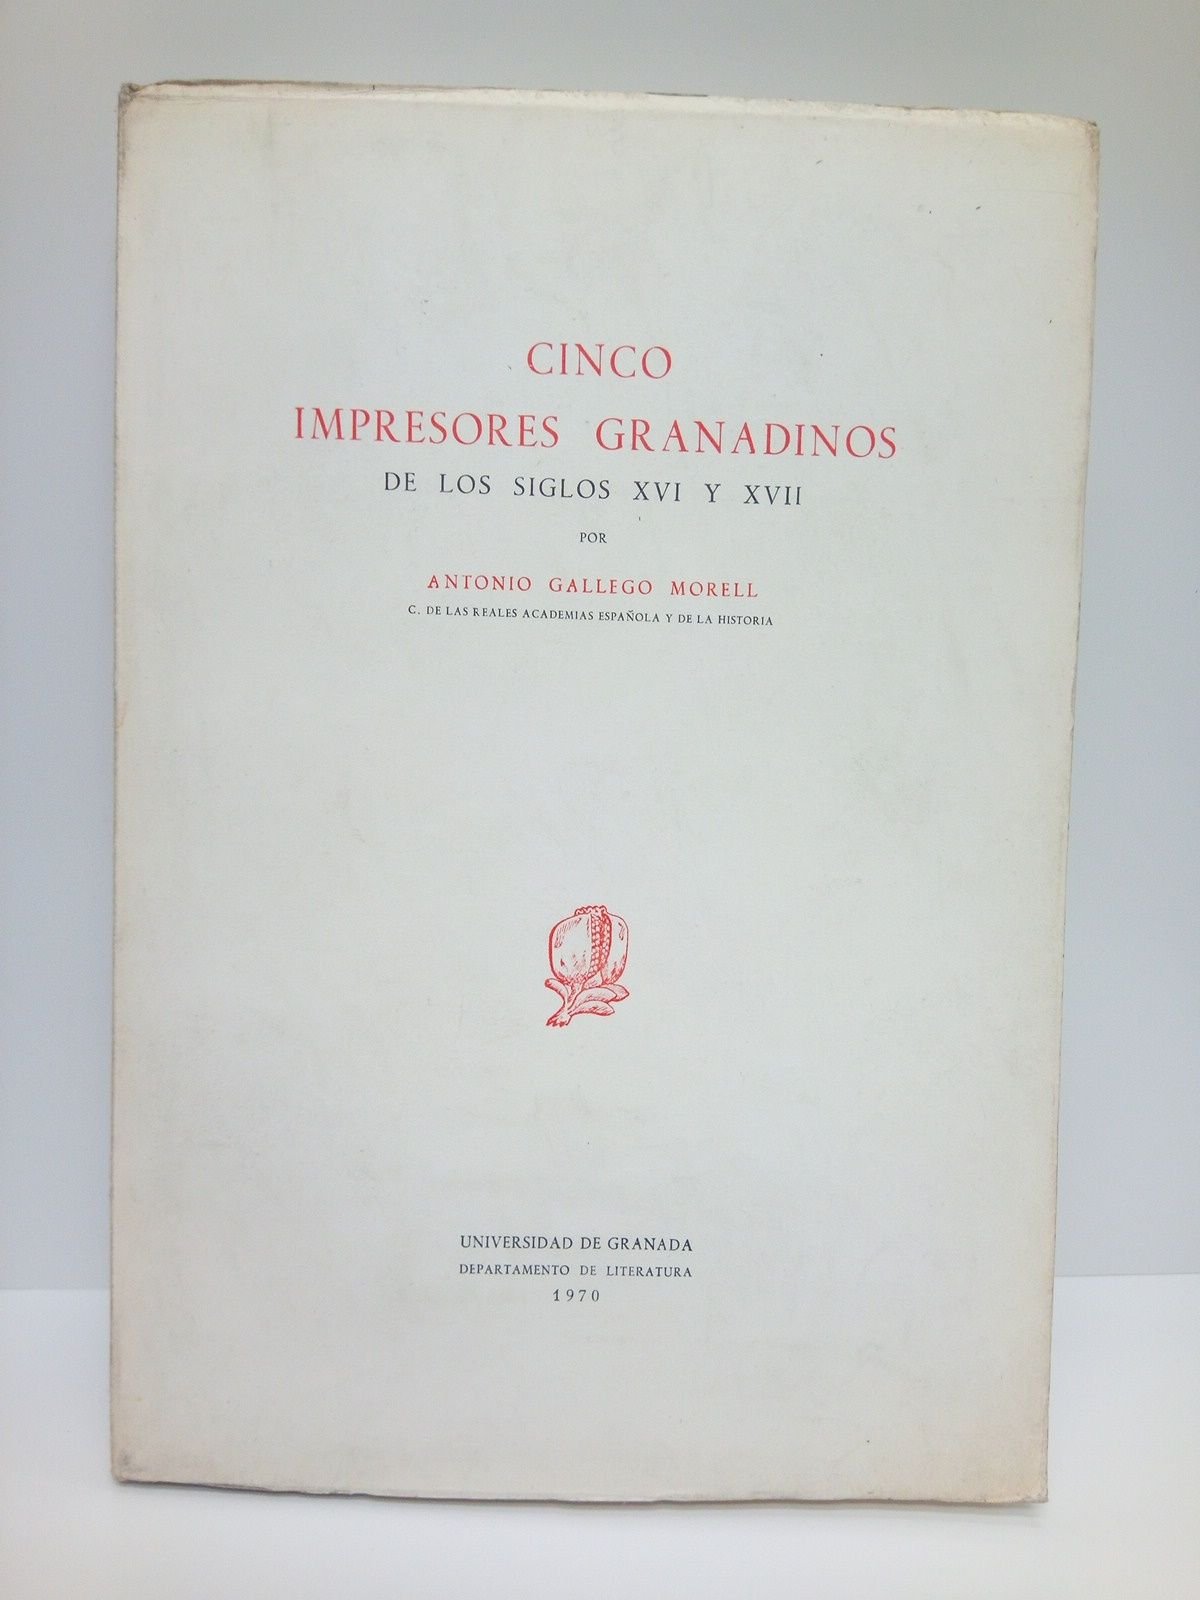 CINCO
IMPRESORES GRANADINOS
DE LOS SIGLOS XVI Y XVII
POR
ANTONIO GALLEGO MORELL
C. DE LAS REALES ACADEMIAS ESPAÑOLA Y DE LA HISTORIA
UNIVERSIDAD DE GRANADA
DEPARTAMENTO DE LITERATURA
1970